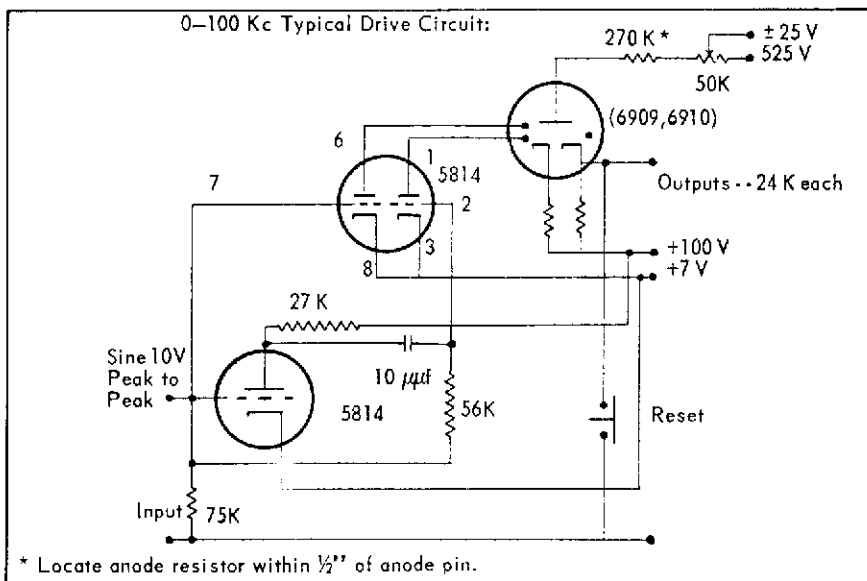 0–100 Kc Typical Drive Circuit:
270 K *
± 25 V
525 V
50K
(6909,6910)
6
1
5814
7
2
Outputs -- 24 K each
3
8
+100 V
+7 V
27 K
Sine 10V
Peak to
Peak
10 μμf
5814
56K
Reset
Input
75K
* Locate anode resistor within ½" of anode pin.